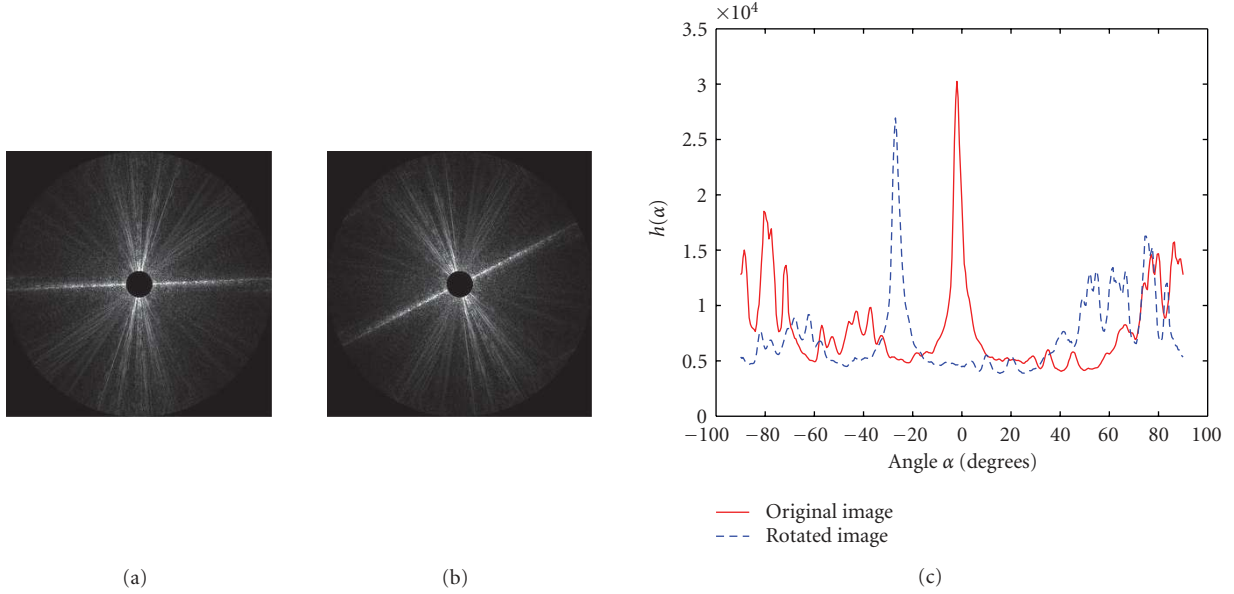 ×10⁴
3.5
3
2.5
2
1.5
1
0.5
0
h(α)
−100 −80 −60 −40 −20 0 20 40 60 80 100
Angle α (degrees)
Original image
Rotated image
(a) (b) (c)